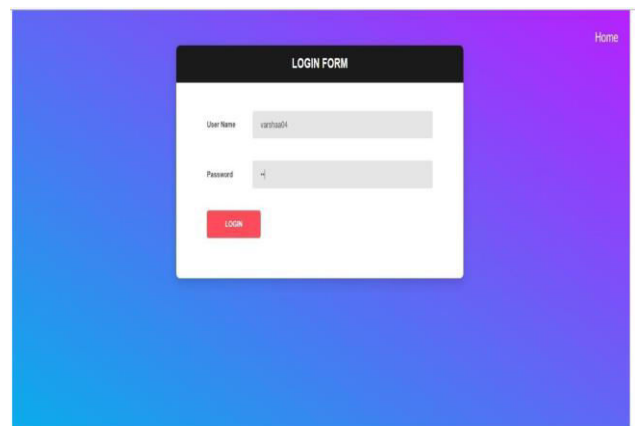 Home
LOGIN FORM
User Name varshaa04
Password ••
LOGIN